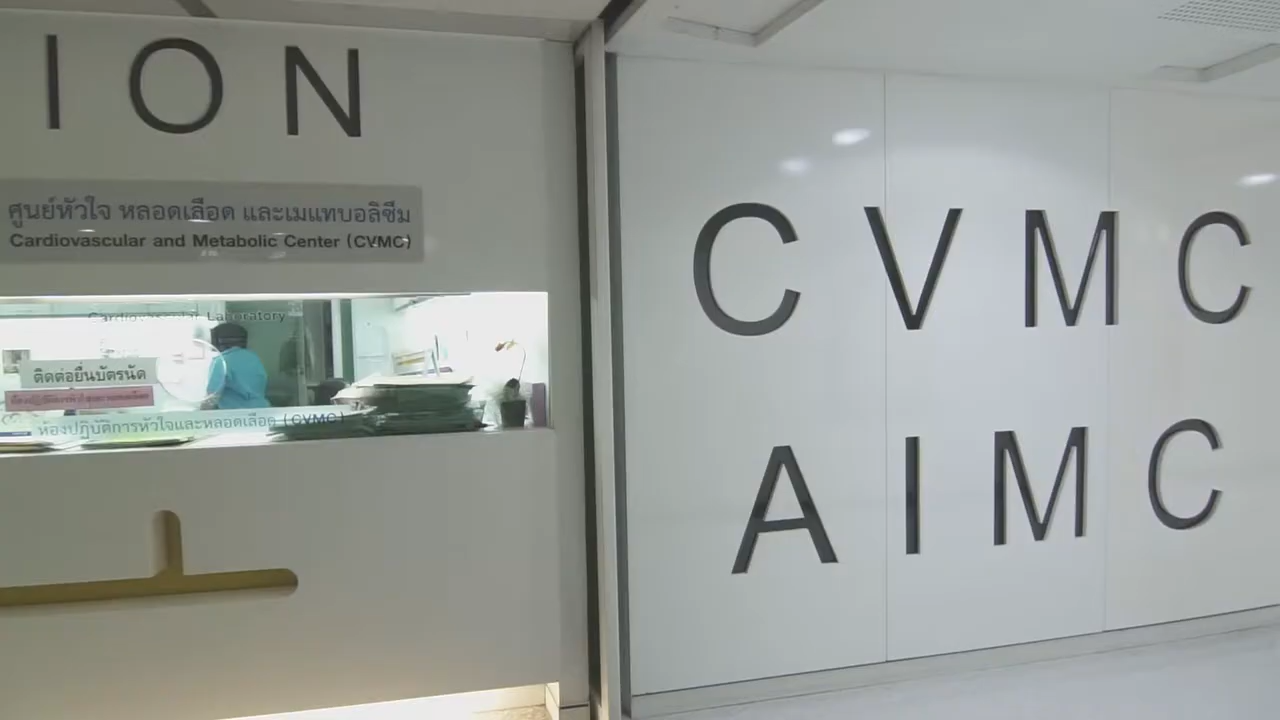 ION
ศูนย์หัวใจ หลอดเลือด และเมแทบอลิซึม
Cardiovascular and Metabolic Center (CVMC)
Cardiovascular Laboratory
ติดต่อยื่นบัตรนัด
ห้องปฏิบัติการหัวใจและหลอดเลือด (CVMC)
CVMC
AIMC